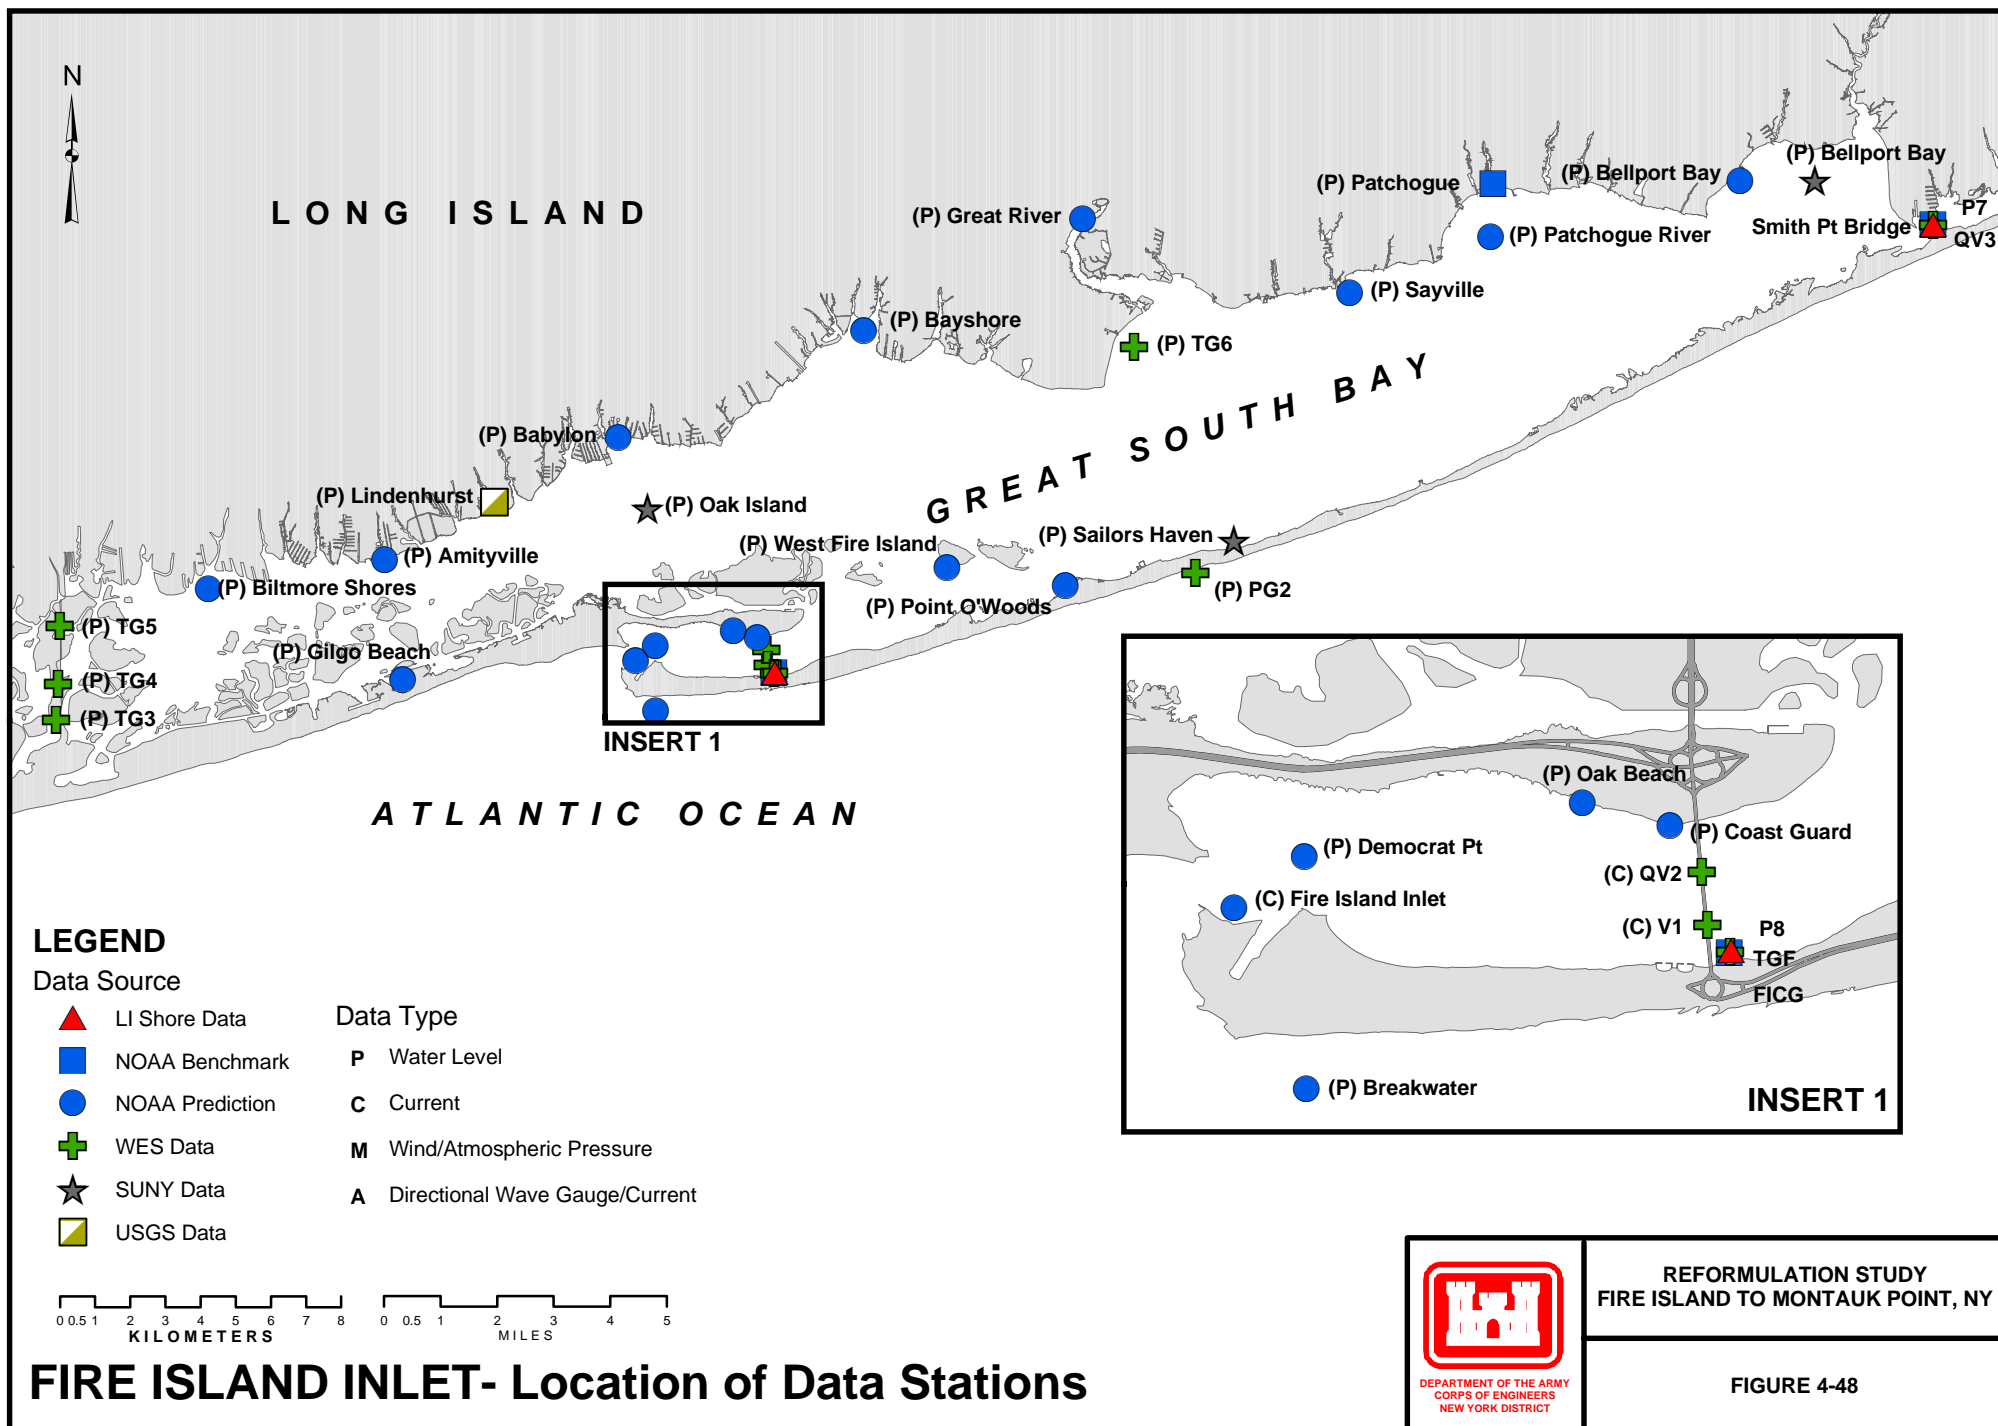 N
LONG ISLAND
(P) Great River
(P) Patchogue
(P) Bellport Bay
(P) Bellport Bay
P7
Smith Pt Bridge
QV3
(P) Patchogue River
(P) Sayville
(P) Bayshore
(P) TG6
GREAT SOUTH BAY
(P) Babylon
(P) Lindenhurst
(P) Oak Island
(P) Sailors Haven
(P) West Fire Island
(P) Amityville
(P) Biltmore Shores
(P) PG2
(P) Point O'Woods
(P) TG5
(P) Gilgo Beach
(P) TG4
(P) TG3
INSERT 1
ATLANTIC OCEAN
(P) Oak Beach
(P) Coast Guard
(P) Democrat Pt
(C) QV2
(C) Fire Island Inlet
(C) V1
P8
TGF
FICG
(P) Breakwater
INSERT 1
LEGEND
Data Source
LI Shore Data
NOAA Benchmark
NOAA Prediction
WES Data
SUNY Data
USGS Data
Data Type
P Water Level
C Current
M Wind/Atmospheric Pressure
A Directional Wave Gauge/Current
0 0.5 1 2 3 4 5 6 7 8
KILOMETERS
0 0.5 1 2 3 4 5
MILES
FIRE ISLAND INLET- Location of Data Stations
DEPARTMENT OF THE ARMY
CORPS OF ENGINEERS
NEW YORK DISTRICT
REFORMULATION STUDY
FIRE ISLAND TO MONTAUK POINT, NY
FIGURE 4-48